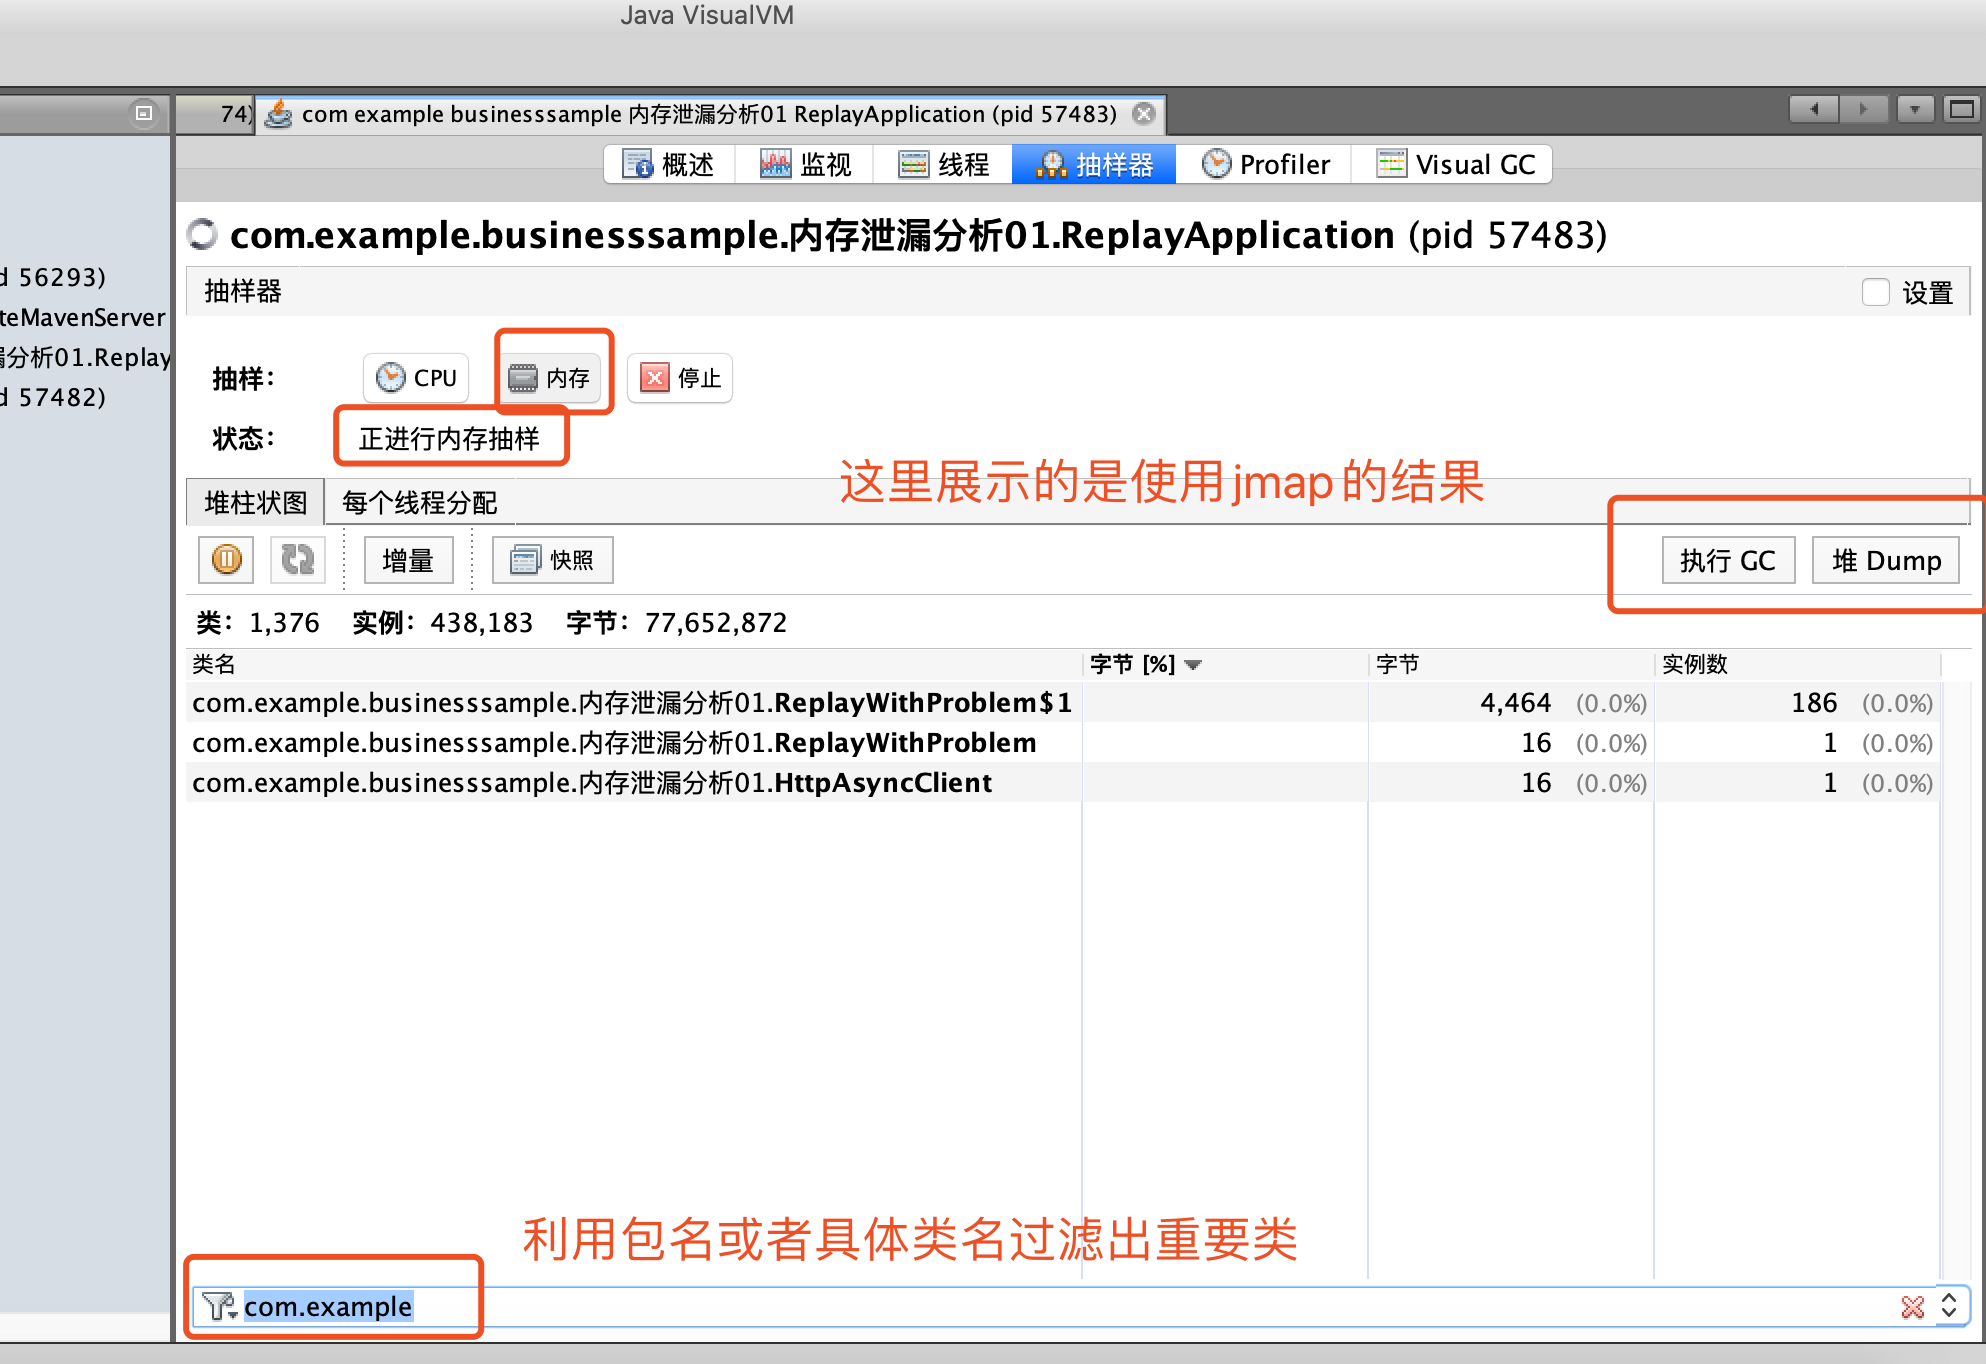 Java VisualVM
74)
com example businesssample 内存泄漏分析01 ReplayApplication (pid 57483)
概述 监视 线程 抽样器 Profiler Visual GC
com.example.businesssample.内存泄漏分析01.ReplayApplication (pid 57483)
d 56293)
teMavenServer
漏分析01.Replay
d 57482)
抽样器 设置
抽样: CPU 内存 停止
状态: 正进行内存抽样
这里展示的是使用jmap的结果
堆柱状图 每个线程分配
增量 快照 执行 GC 堆 Dump
类: 1,376 实例: 438,183 字节: 77,652,872
类名 字节 [%] 字节 实例数
com.example.businesssample.内存泄漏分析01.ReplayWithProblem$1 4,464 (0.0%) 186 (0.0%)
com.example.businesssample.内存泄漏分析01.ReplayWithProblem 16 (0.0%) 1 (0.0%)
com.example.businesssample.内存泄漏分析01.HttpAsyncClient 16 (0.0%) 1 (0.0%)
利用包名或者具体类名过滤出重要类
com.example